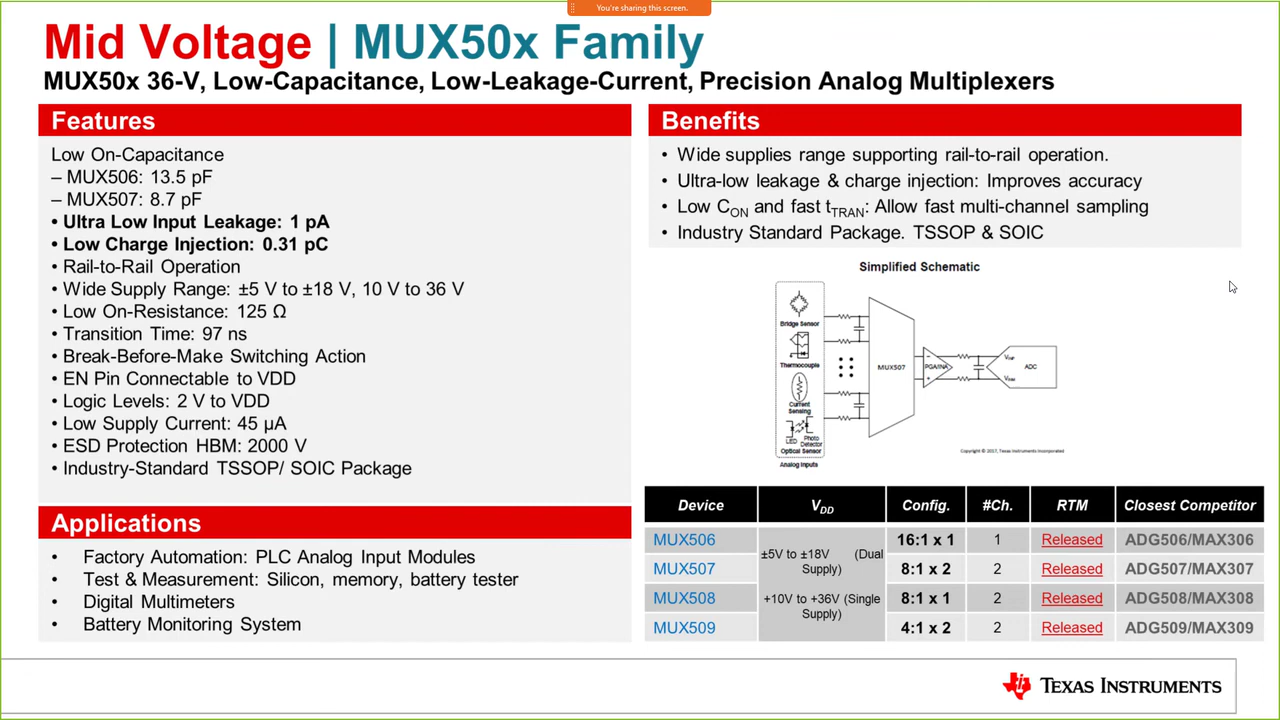 You're sharing this screen.
Mid Voltage | MUX50x Family
MUX50x 36-V, Low-Capacitance, Low-Leakage-Current, Precision Analog Multiplexers
Features
Low On-Capacitance
– MUX506: 13.5 pF
– MUX507: 8.7 pF
• Ultra Low Input Leakage: 1 pA
• Low Charge Injection: 0.31 pC
• Rail-to-Rail Operation
• Wide Supply Range: ±5 V to ±18 V, 10 V to 36 V
• Low On-Resistance: 125 Ω
• Transition Time: 97 ns
• Break-Before-Make Switching Action
• EN Pin Connectable to VDD
• Logic Levels: 2 V to VDD
• Low Supply Current: 45 µA
• ESD Protection HBM: 2000 V
• Industry-Standard TSSOP/ SOIC Package
Applications
• Factory Automation: PLC Analog Input Modules
• Test & Measurement: Silicon, memory, battery tester
• Digital Multimeters
• Battery Monitoring System
Benefits
• Wide supplies range supporting rail-to-rail operation.
• Ultra-low leakage & charge injection: Improves accuracy
• Low CON and fast tTRAN: Allow fast multi-channel sampling
• Industry Standard Package. TSSOP & SOIC
Simplified Schematic
Bridge Sensor
Thermocouple
Current
Sensing
LED
Photo
Detector
Optical Sensor
Analog Inputs
MUX507
PGA/INA
ADC
VINP
VINM
Copyright © 2017, Texas Instruments Incorporated
Device VDD Config. #Ch. RTM Closest Competitor
MUX506 16:1 x 1 1 Released ADG506/MAX306
±5V to ±18V (Dual
Supply)
MUX507 8:1 x 2 2 Released ADG507/MAX307
MUX508 8:1 x 1 2 Released ADG508/MAX308
+10V to +36V (Single
Supply)
MUX509 4:1 x 2 2 Released ADG509/MAX309
TEXAS INSTRUMENTS